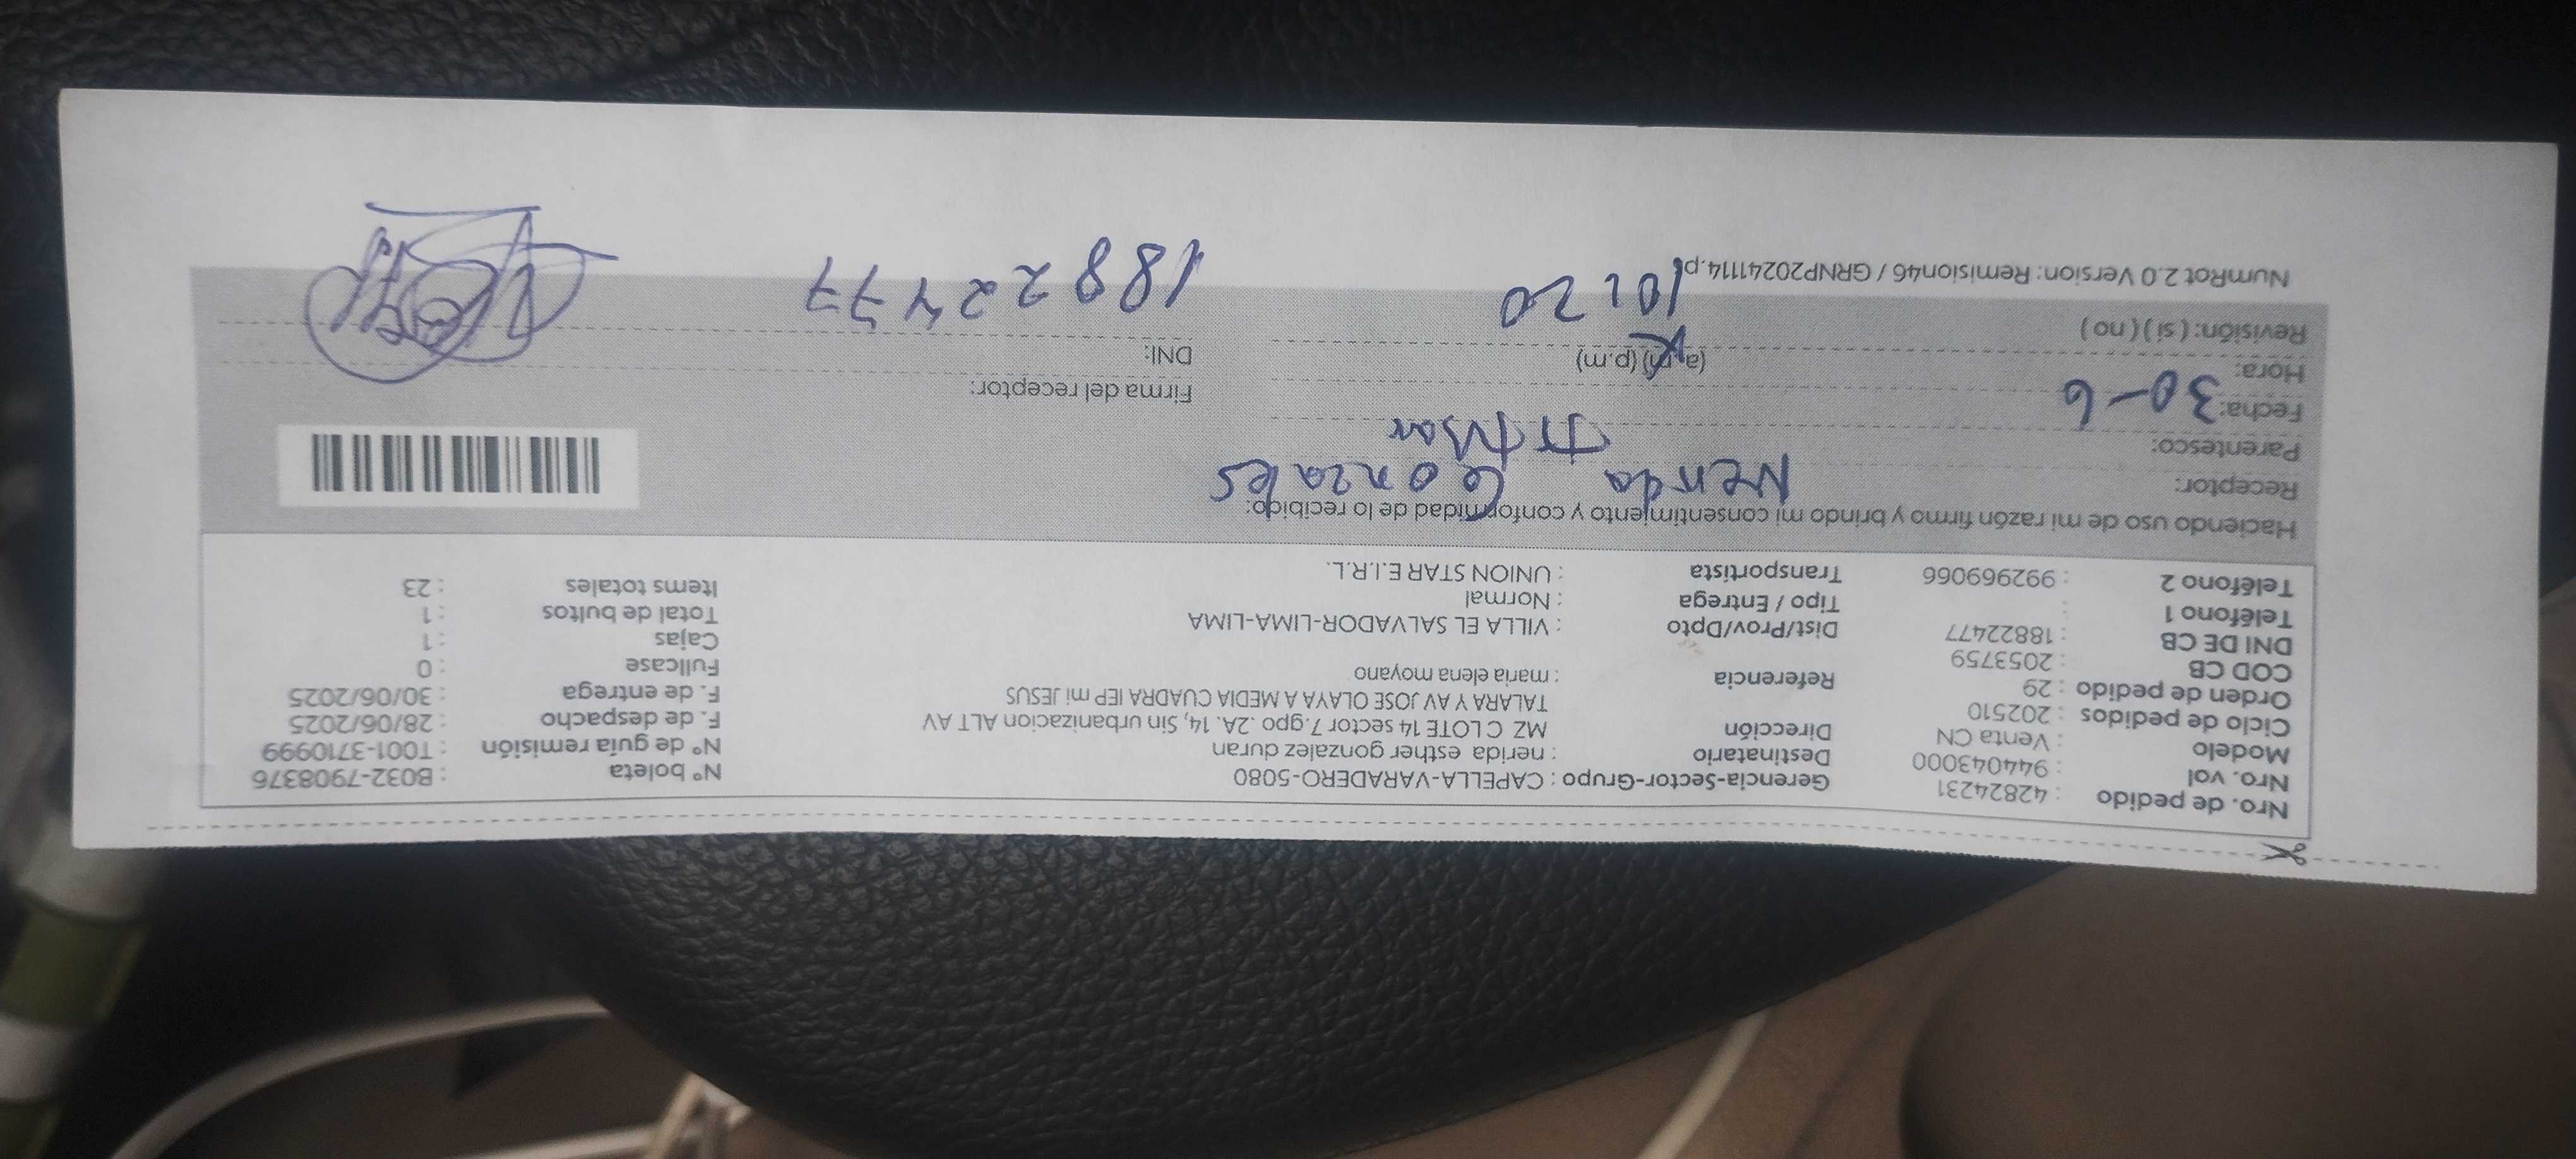 Nro. de pedido : 42824231 Gerencia-Sector-Grupo : CAPELLA-VARADERO-5080 N° boleta : B032-7908376
Nro. vol : 944043000 Destinatario : nerida esther gonzalez duran N° de guía remisión : T001-3710999
Modelo : Venta CN Dirección MZ C LOTE 14 sector 7.gpo .2A. 14, Sin urbanizacion ALT AV F. de despacho : 28/06/2025
Ciclo de pedidos : 202510 TALARA Y AV JOSE OLAYA A MEDIA CUADRA IEP mi JESUS F. de entrega : 30/06/2025
Orden de pedido : 29 Referencia : maria elena moyano Fullcase : 0
COD CB : 2053759 Cajas : 1
DNI DE CB : 18822477 Dist/Prov/Dpto : VILLA EL SALVADOR-LIMA-LIMA Total de bultos : 1
Teléfono 1 : Tipo / Entrega : Normal Items totales : 23
Teléfono 2 : 992969066 Transportista : UNION STAR E.I.R.L.
Haciendo uso de mi razón firmo y brindo mi consentimiento y conformidad de lo recibido:
Receptor: Gonzales
Parentesco:
Fecha: 30-6 Firma del receptor:
Hora: (a.m) (p.m) DNI:
Revisión: ( si ) ( no ) 10:20 18822477
NumRot 2.0 Version: Remision46 / GRNP20241114.p